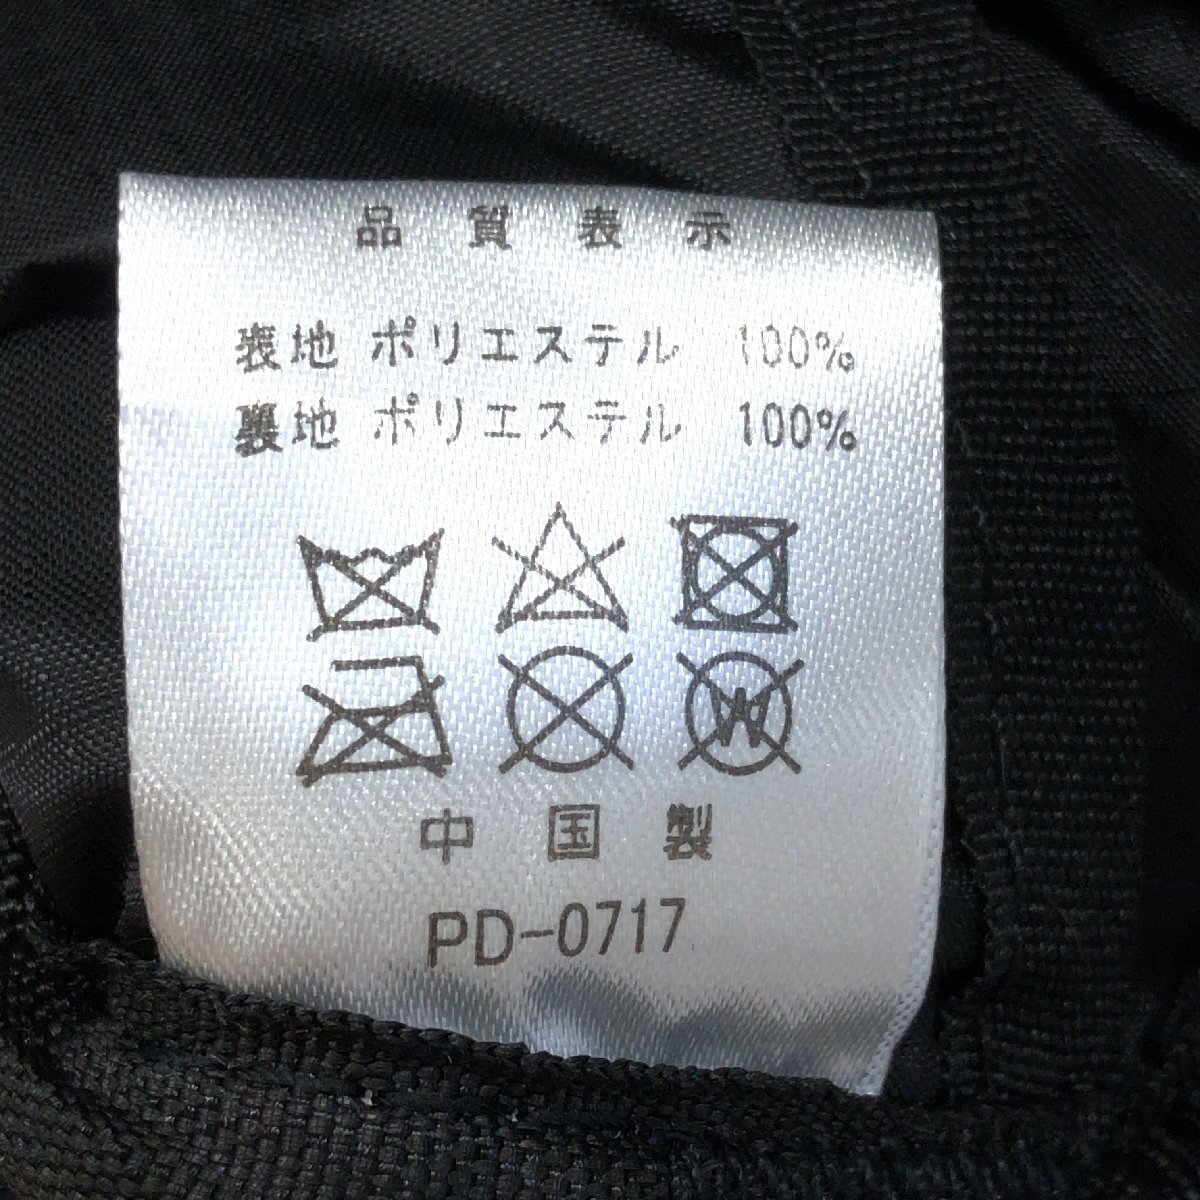 品質表示
表地 ポリエステル 100%
裏地 ポリエステル 100%
W
中国製
PD-0717